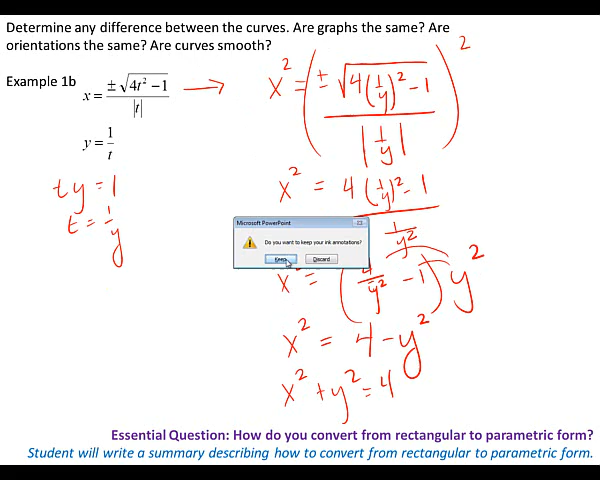 Determine any difference between the curves. Are graphs the same? Are
orientations the same? Are curves smooth?
Example 1b
x = ±√(4t² − 1) / |t|
y = 1/t
ty = 1
t = 1/y
x² = (±√(4(1/y)² − 1) / |1/y|)²
x² = (4(1/y)² − 1) / (1/y²)
Microsoft PowerPoint
Do you want to keep your ink annotations?
Keep Discard
x² = (4/y² − 1) y²
x² = 4 − y²
x² + y² = 4
Essential Question: How do you convert from rectangular to parametric form?
Student will write a summary describing how to convert from rectangular to parametric form.